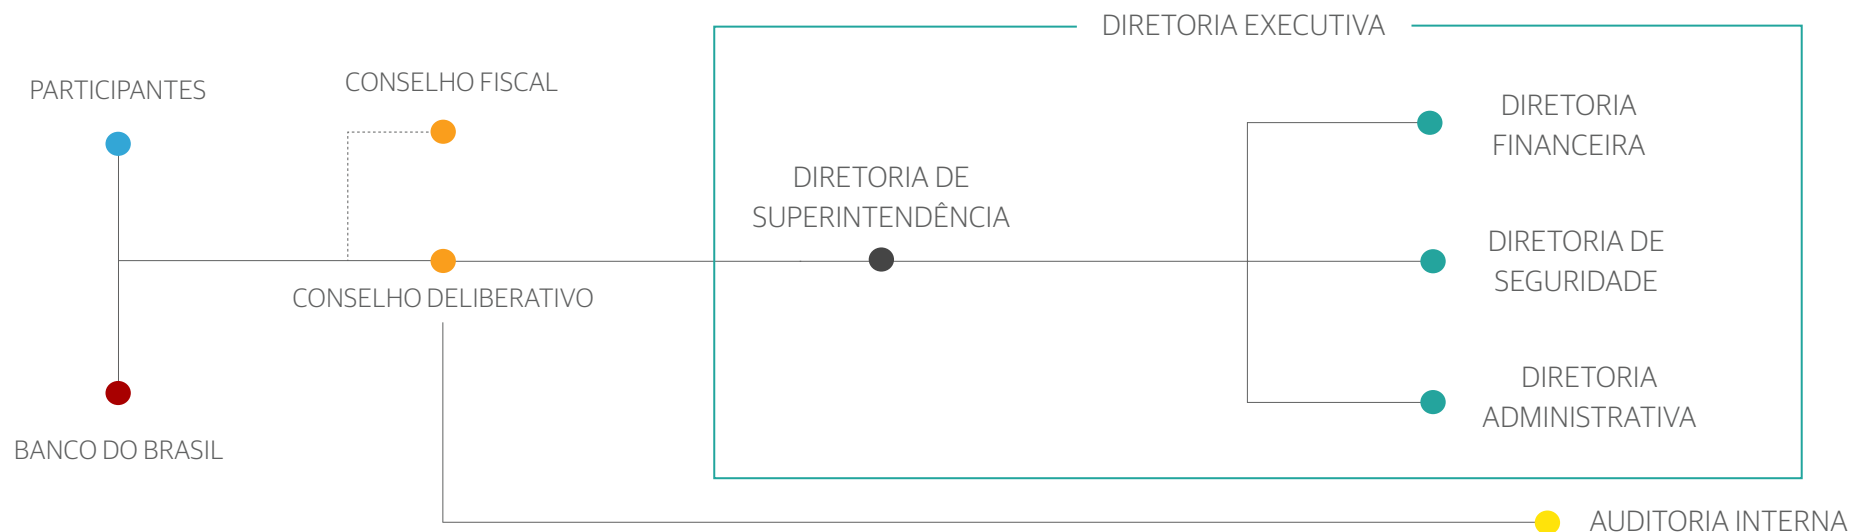 DIRETORIA EXECUTIVA
PARTICIPANTES
CONSELHO FISCAL
DIRETORIA
FINANCEIRA
DIRETORIA DE
SUPERINTENDÊNCIA
DIRETORIA DE
SEGURIDADE
CONSELHO DELIBERATIVO
DIRETORIA
ADMINISTRATIVA
BANCO DO BRASIL
AUDITORIA INTERNA